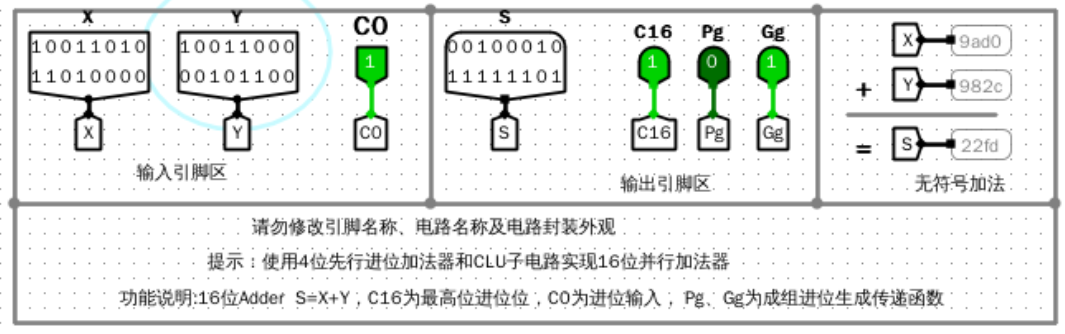 X
10011010
11010000
X
Y
10011000
00101100
Y
C0
1
C0
输入引脚区
S
00100010
11111101
S
C16 Pg Gg
1 0 1
C16 Pg Gg
输出引脚区
X 9ad0
+ Y 982c
= S 22fd
无符号加法
请勿修改引脚名称、电路名称及电路封装外观
提示：使用4位先行进位加法器和CLU子电路实现16位并行加法器
功能说明:16位Adder S=X+Y，C16为最高位进位位，C0为进位输入， Pg、Gg为成组进位生成传递函数